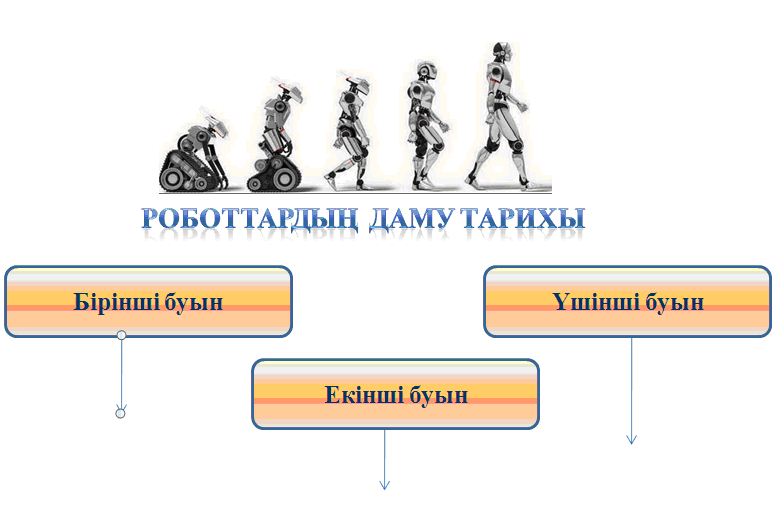 РОБОТТАРДЫҢ ДАМУ ТАРИХЫ
Бірінші буын
Үшінші буын
Екінші буын